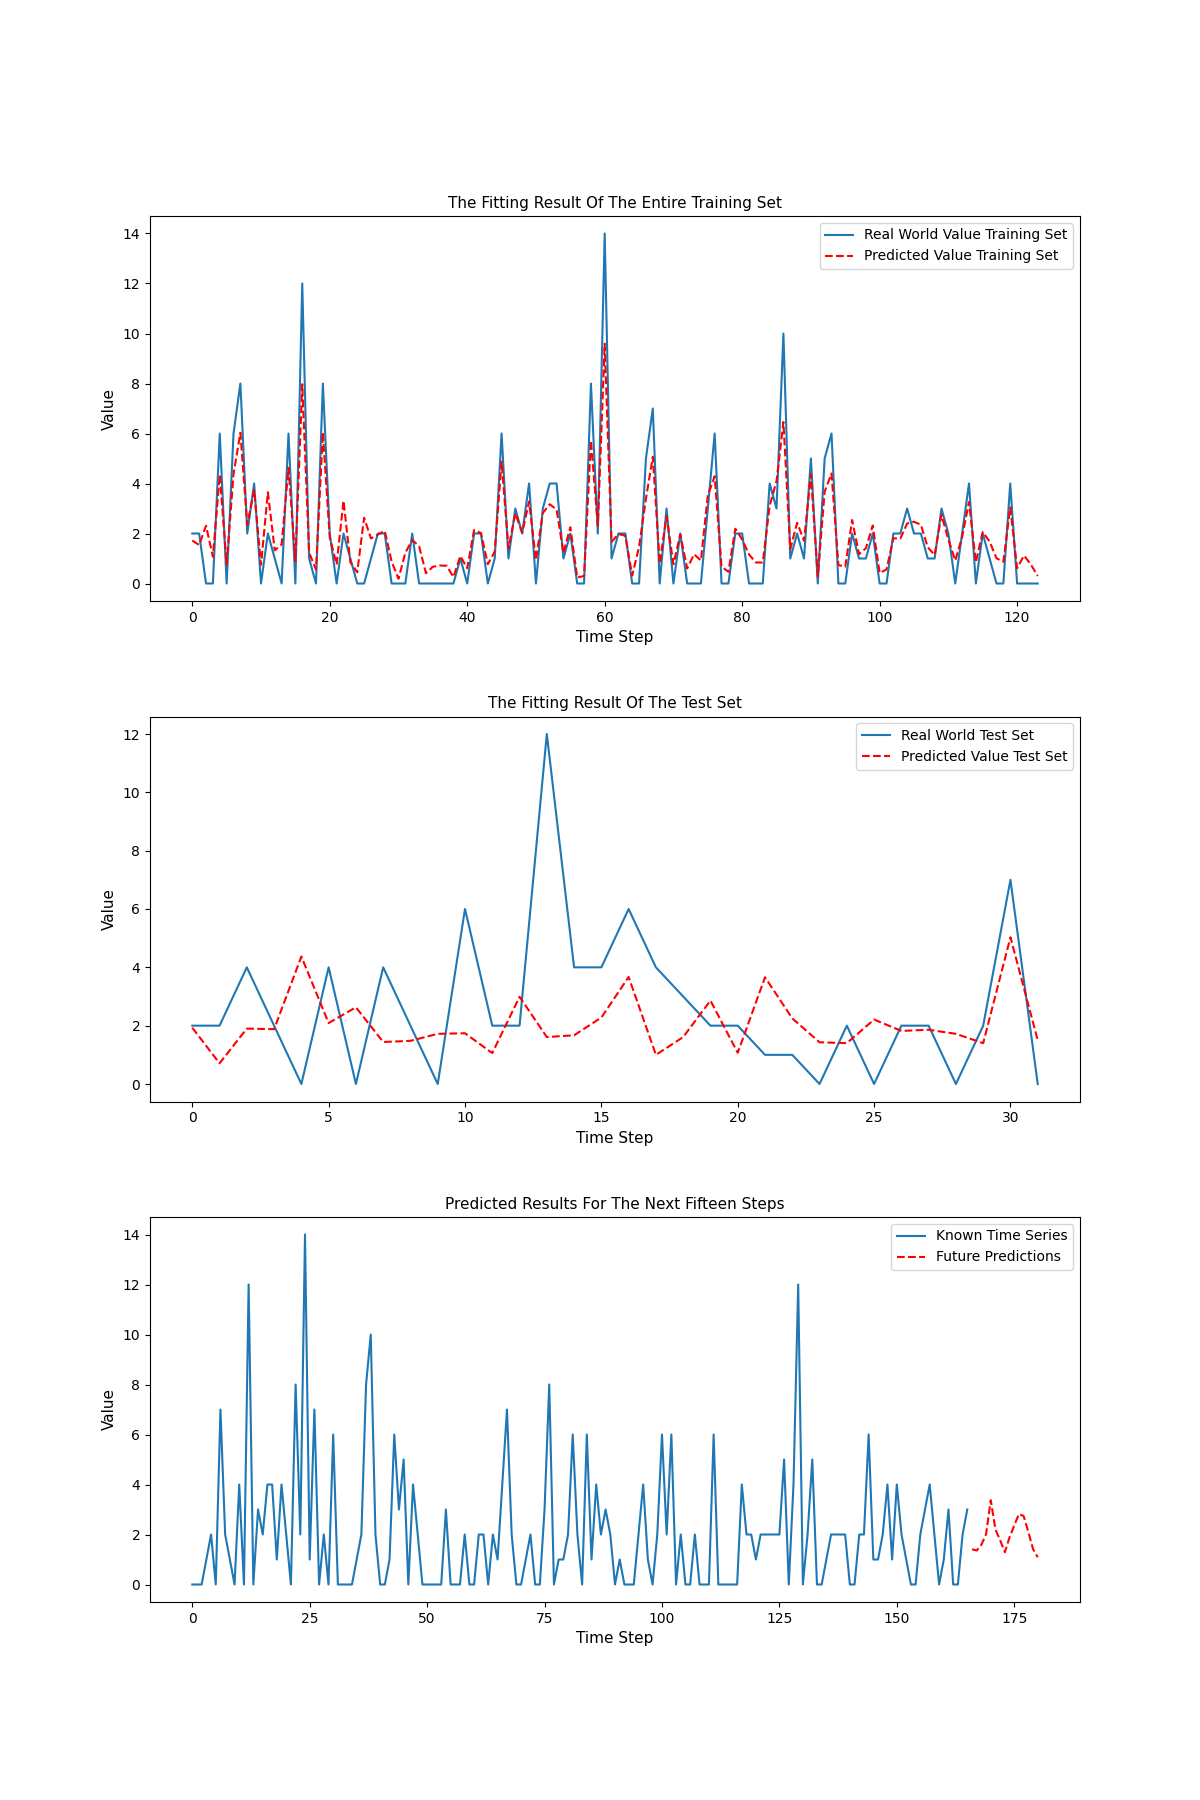 The Fitting Result Of The Entire Training Set
14
12
10
8
6
4
2
0
Value
Real World Value Training Set
Predicted Value Training Set
0 20 40 60 80 100 120
Time Step
The Fitting Result Of The Test Set
12
10
8
6
4
2
0
Value
Real World Test Set
Predicted Value Test Set
0 5 10 15 20 25 30
Time Step
Predicted Results For The Next Fifteen Steps
14
12
10
8
6
4
2
0
Value
Known Time Series
Future Predictions
0 25 50 75 100 125 150 175
Time Step